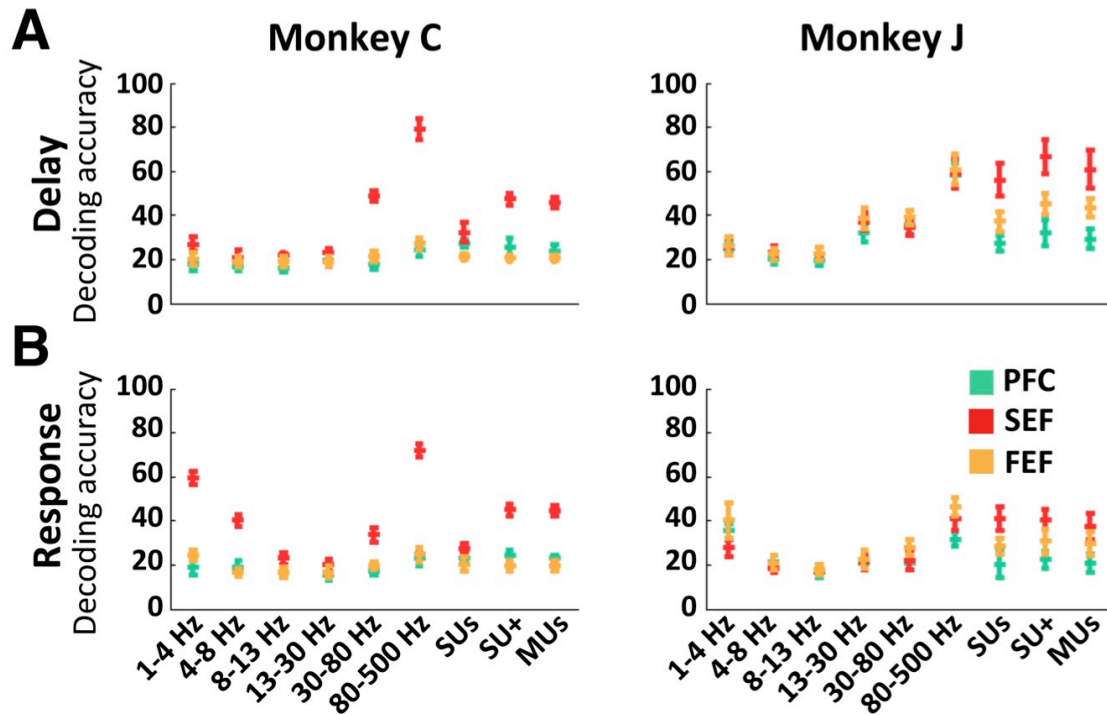 A
Monkey C
Monkey J
Delay
Decoding accuracy
100
80
60
40
20
0
100
80
60
40
20
0
B
Response
Decoding accuracy
100
80
60
40
20
0
100
80
60
40
20
0
PFC
SEF
FEF
1-4 Hz
4-8 Hz
8-13 Hz
13-30 Hz
30-80 Hz
80-500 Hz
SUs
SU+
MUs
1-4 Hz
4-8 Hz
8-13 Hz
13-30 Hz
30-80 Hz
80-500 Hz
SUs
SU+
MUs